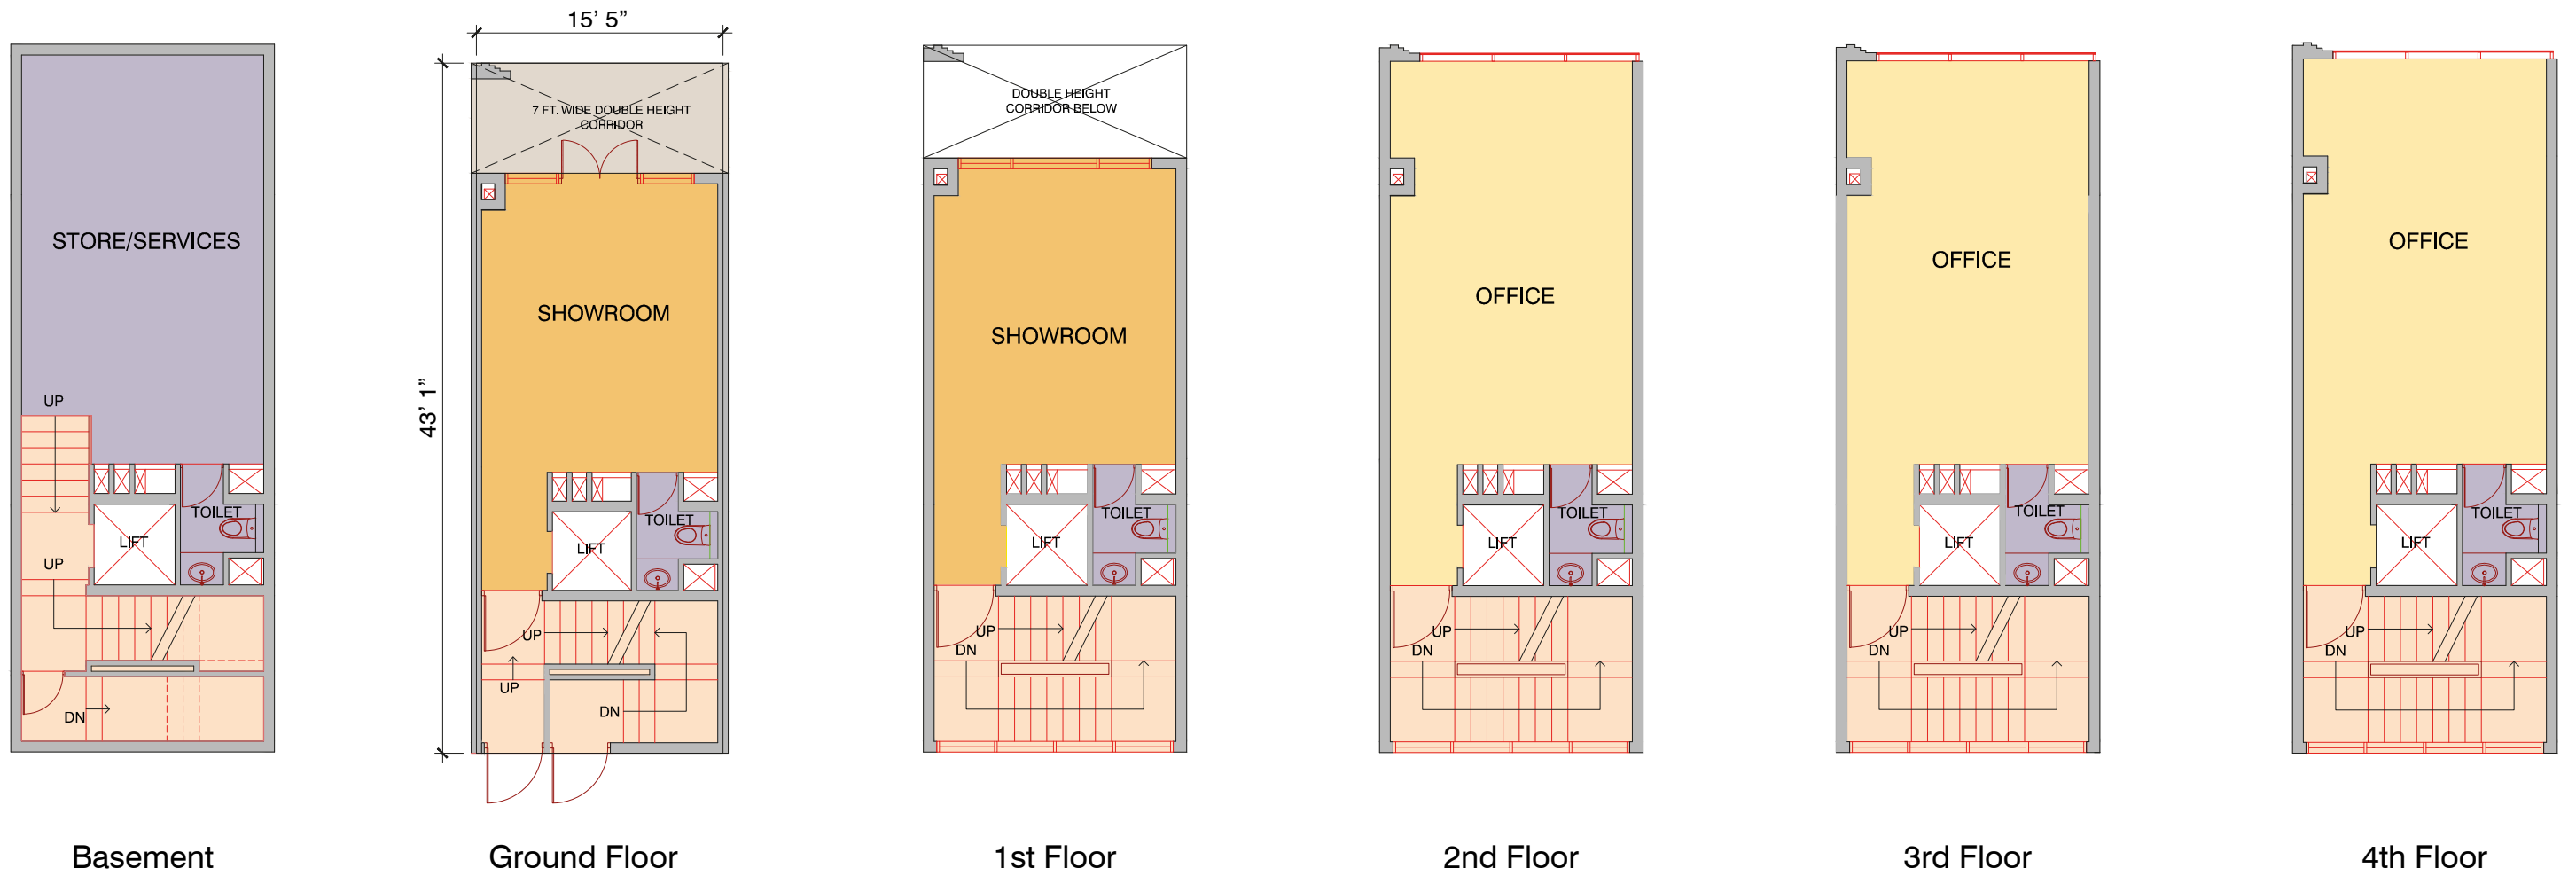 15’ 5”
43’ 1”
STORE/SERVICES
UP
TOILET
LIFT
UP
DN
Basement
7 FT. WIDE DOUBLE HEIGHT
CORRIDOR
SHOWROOM
TOILET
LIFT
UP
UP
DN
Ground Floor
DOUBLE HEIGHT
CORRIDOR BELOW
SHOWROOM
TOILET
LIFT
UP
DN
1st Floor
OFFICE
TOILET
LIFT
UP
DN
2nd Floor
OFFICE
TOILET
LIFT
UP
DN
3rd Floor
OFFICE
TOILET
LIFT
UP
DN
4th Floor